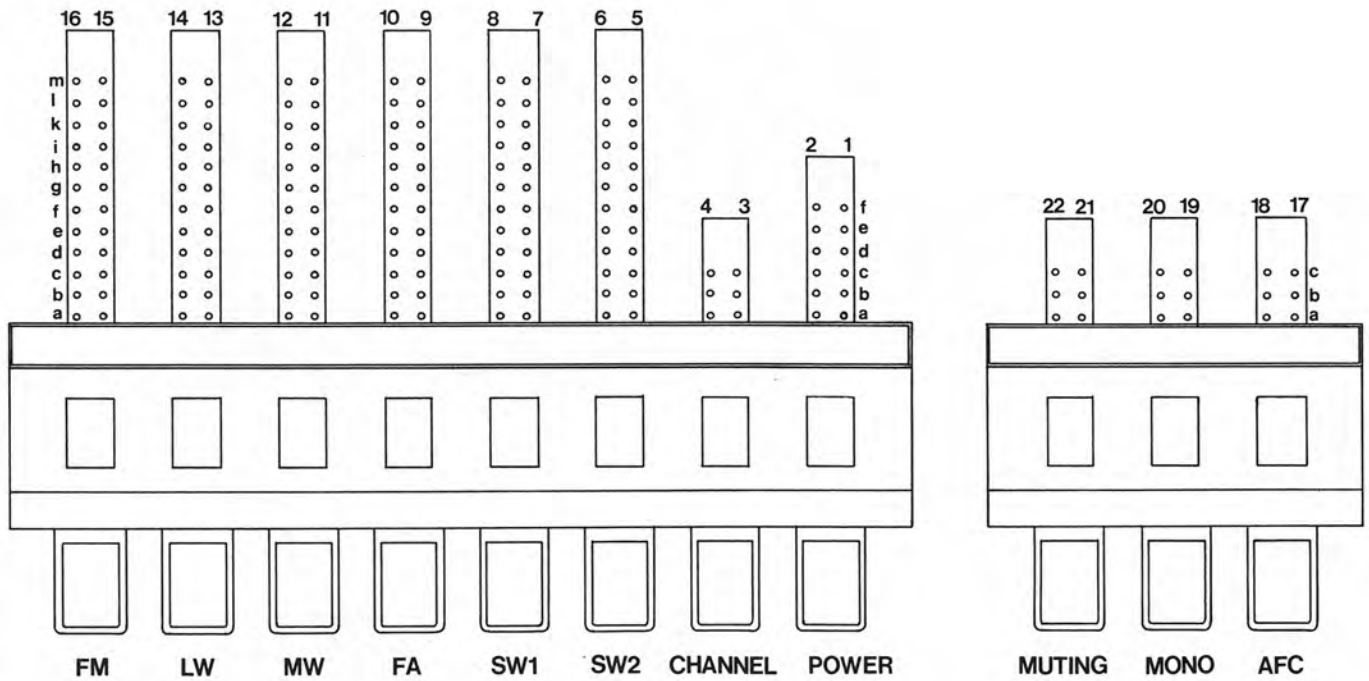 16 15 14 13 12 11 10 9 8 7 6 5
m
l
k
i
h
g
f
e
d
c
b
a
2 1
4 3
f
e
d
c
b
a
22 21 20 19 18 17
c
b
a
FM LW MW FA SW1 SW2 CHANNEL POWER MUTING MONO AFC